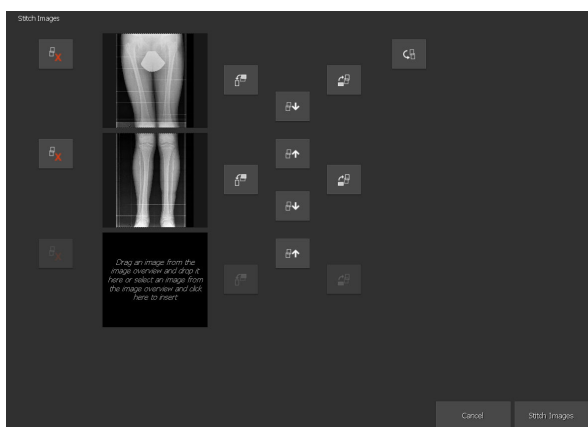 Stitch Images
Drag an image from the
image overview and drop it
here or select an image from
the image overview and click
here to insert
Cancel
Stitch Images